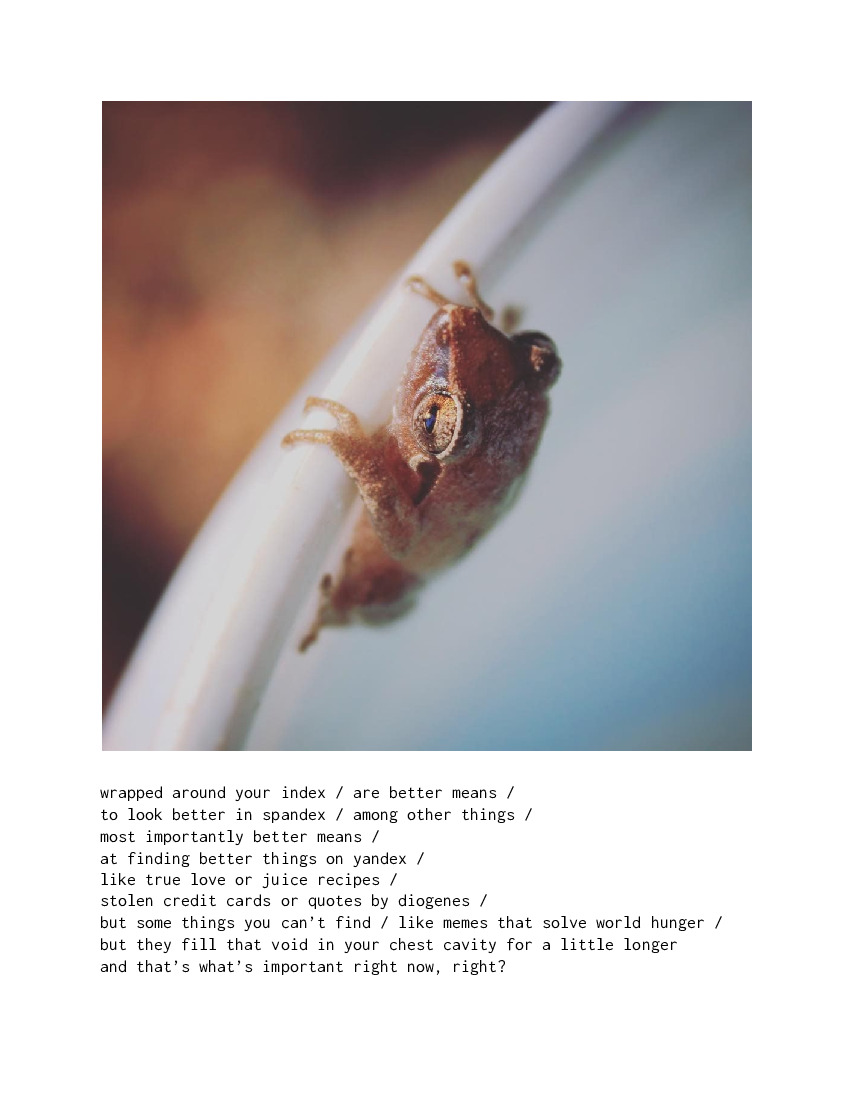 wrapped around your index / are better means /
to look better in spandex / among other things /
most importantly better means /
at finding better things on yandex /
like true love or juice recipes /
stolen credit cards or quotes by diogenes /
but some things you can’t find / like memes that solve world hunger /
but they fill that void in your chest cavity for a little longer
and that’s what’s important right now, right?